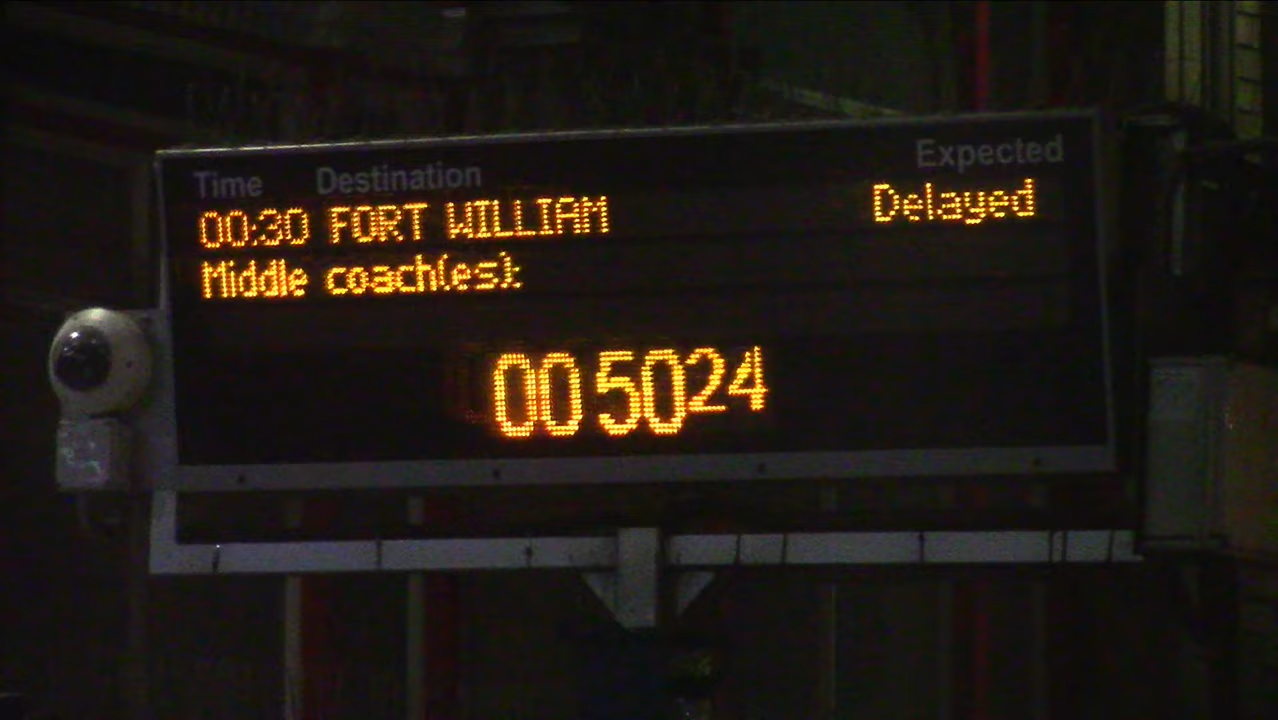 Time Destination Expected
00:30 FORT WILLIAM Delayed
Middle coach(es):
00 50 24